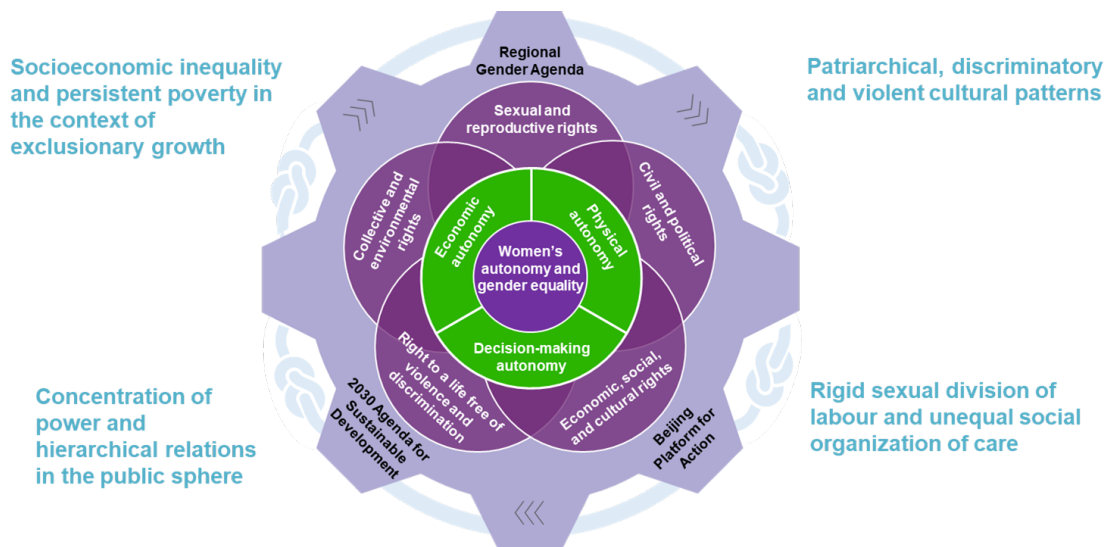 Socioeconomic inequality
and persistent poverty in
the context of
exclusionary growth
Regional
Gender Agenda
Patriarchical, discriminatory
and violent cultural patterns
Sexual and
reproductive rights
Collective and
environmental
rights
Civil and political
rights
Economic
autonomy
Physical
autonomy
Women's
autonomy and
gender equality
Decision-making
autonomy
Right to a life free of
violence and
discrimination
Economic, social,
and cultural rights
2030 Agenda for
Sustainable
Development
Beijing
Platform for
Action
Concentration of
power and
hierarchical relations
in the public sphere
Rigid sexual division of
labour and unequal social
organization of care